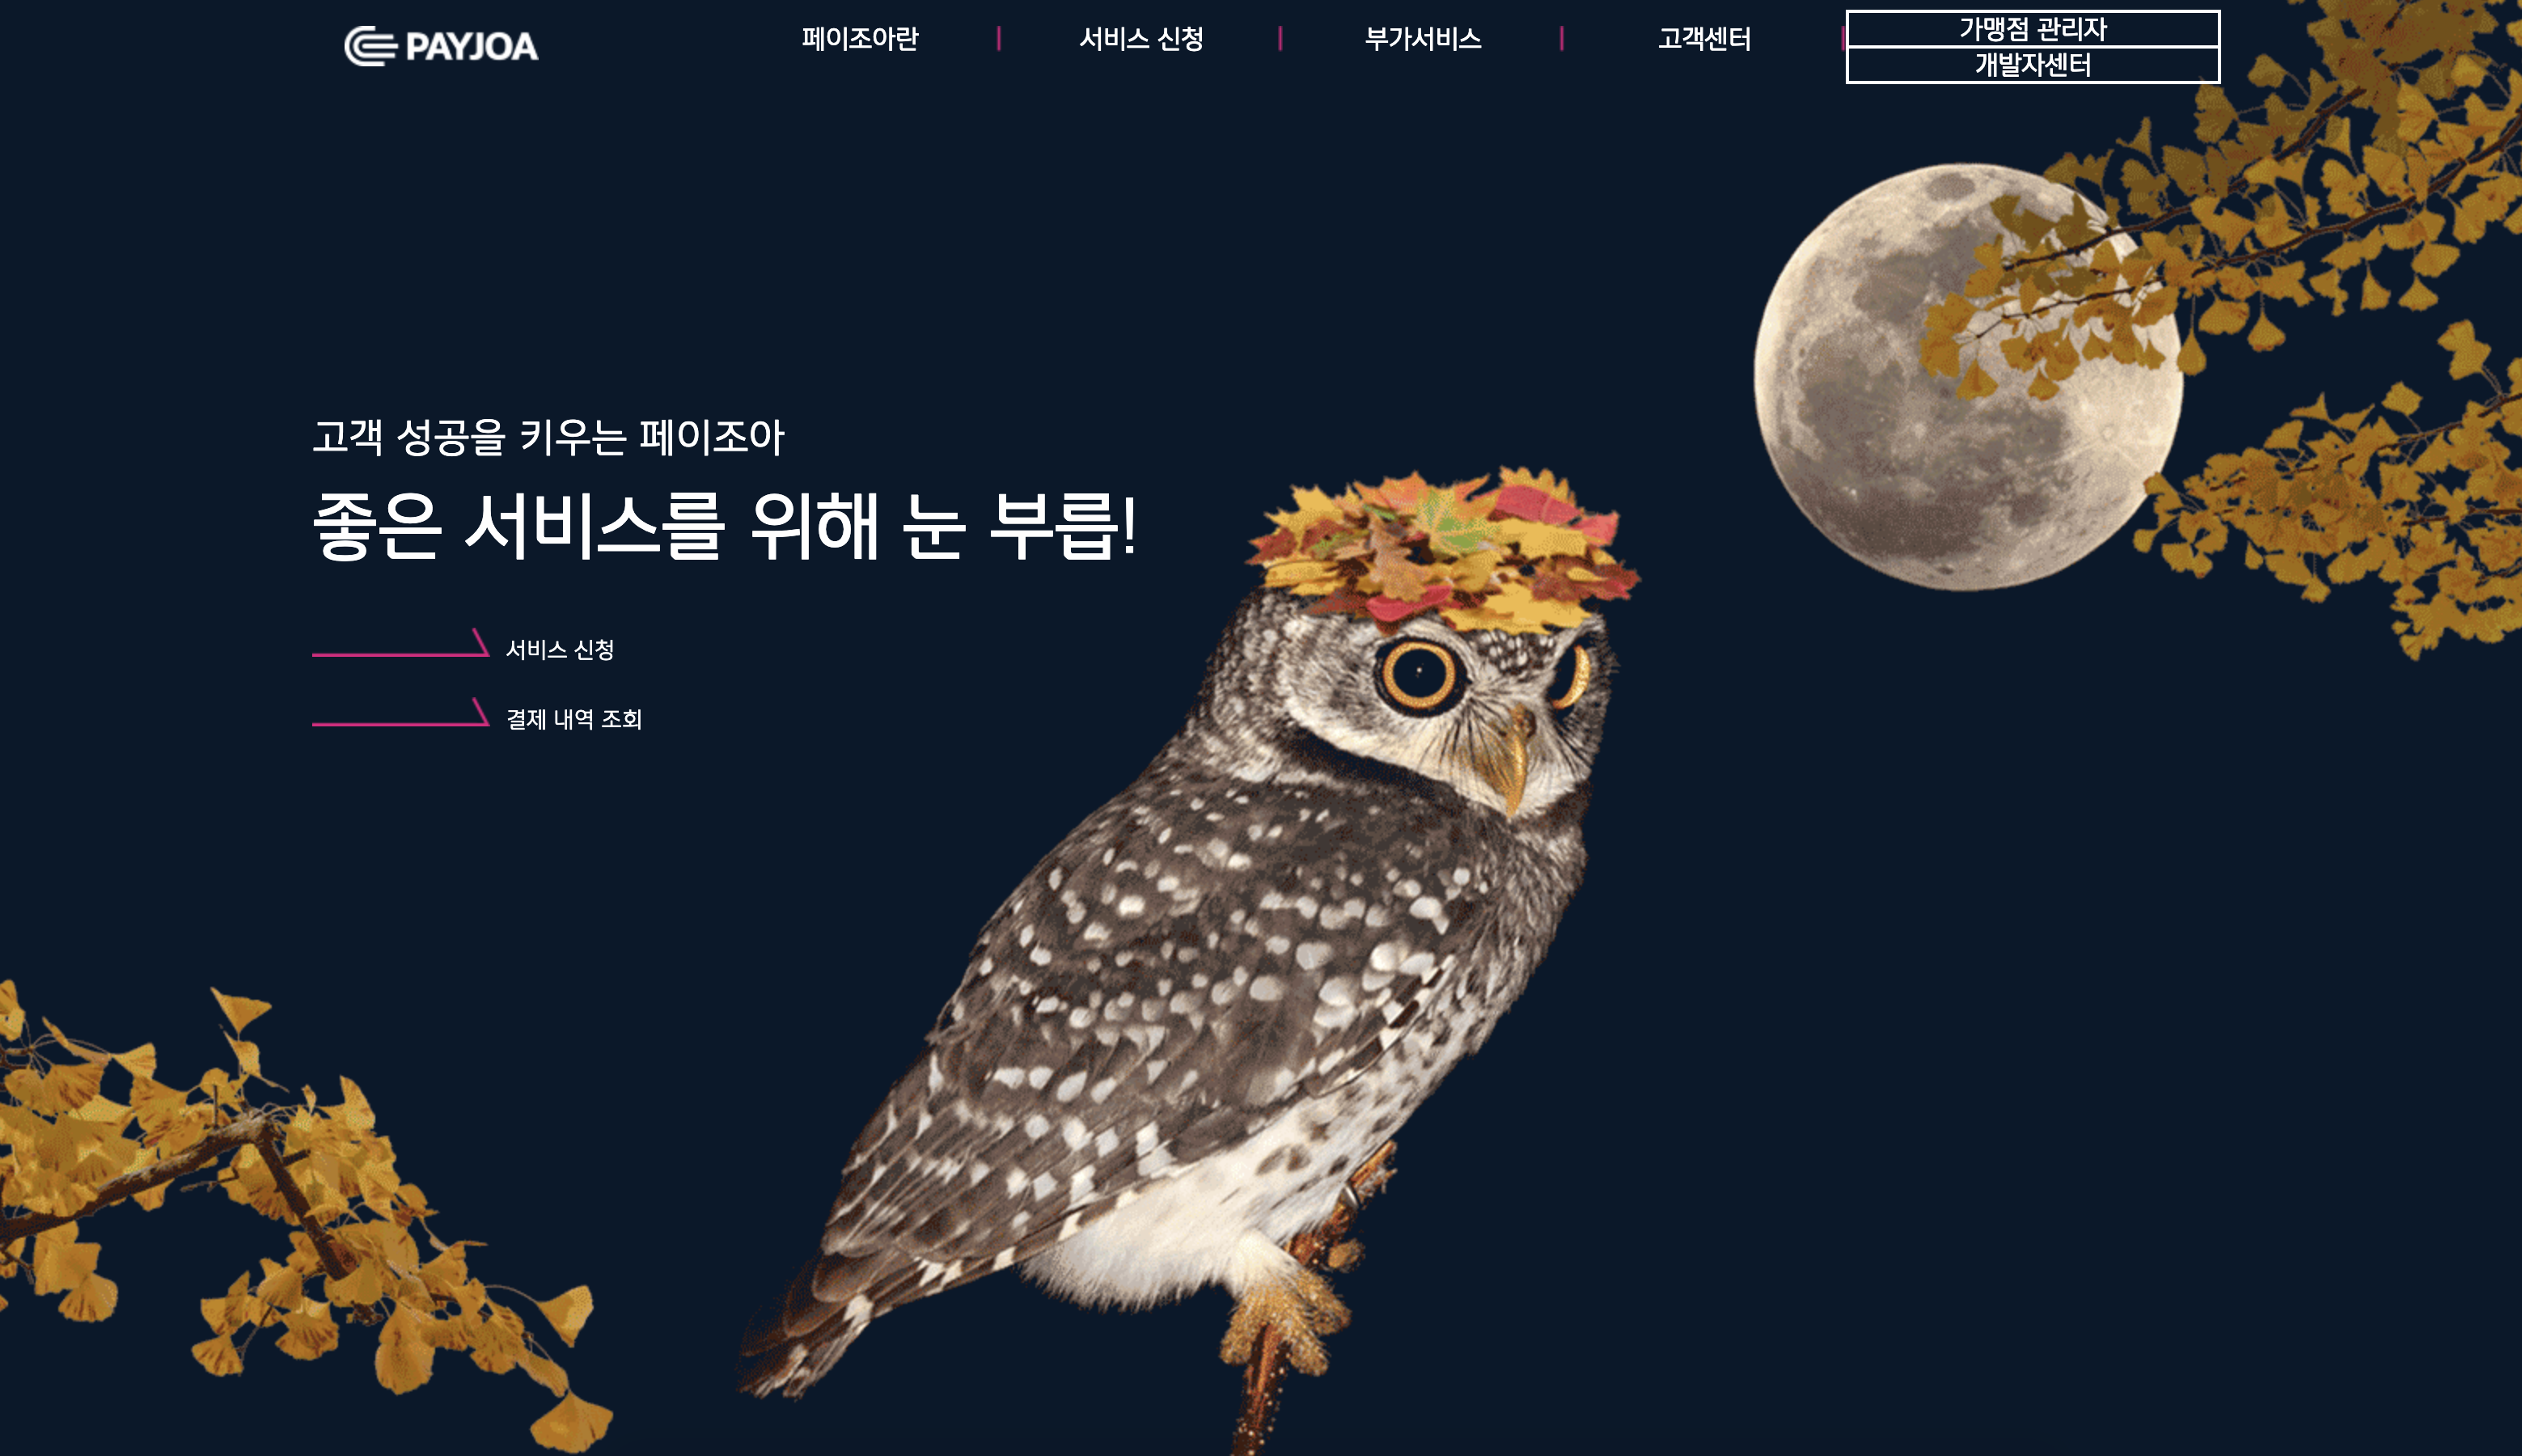 PAYJOA
페이조아란
서비스 신청
부가서비스
고객센터
가맹점 관리자
개발자센터
고객 성공을 키우는 페이조아
좋은 서비스를 위해 눈 부릅!
서비스 신청
결제 내역 조회